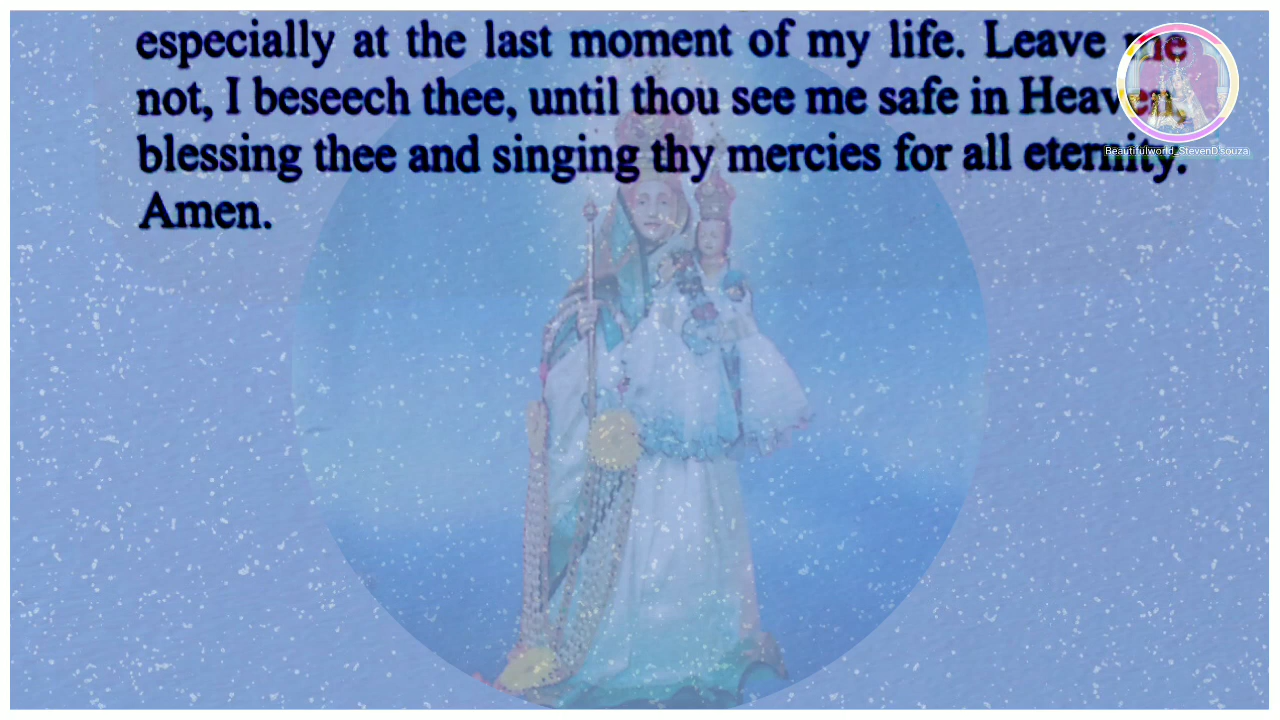 especially at the last moment of my life. Leave me
not, I beseech thee, until thou see me safe in Heaven,
blessing thee and singing thy mercies for all eternity.
Amen.
Beautifulworld_StevenD'souza